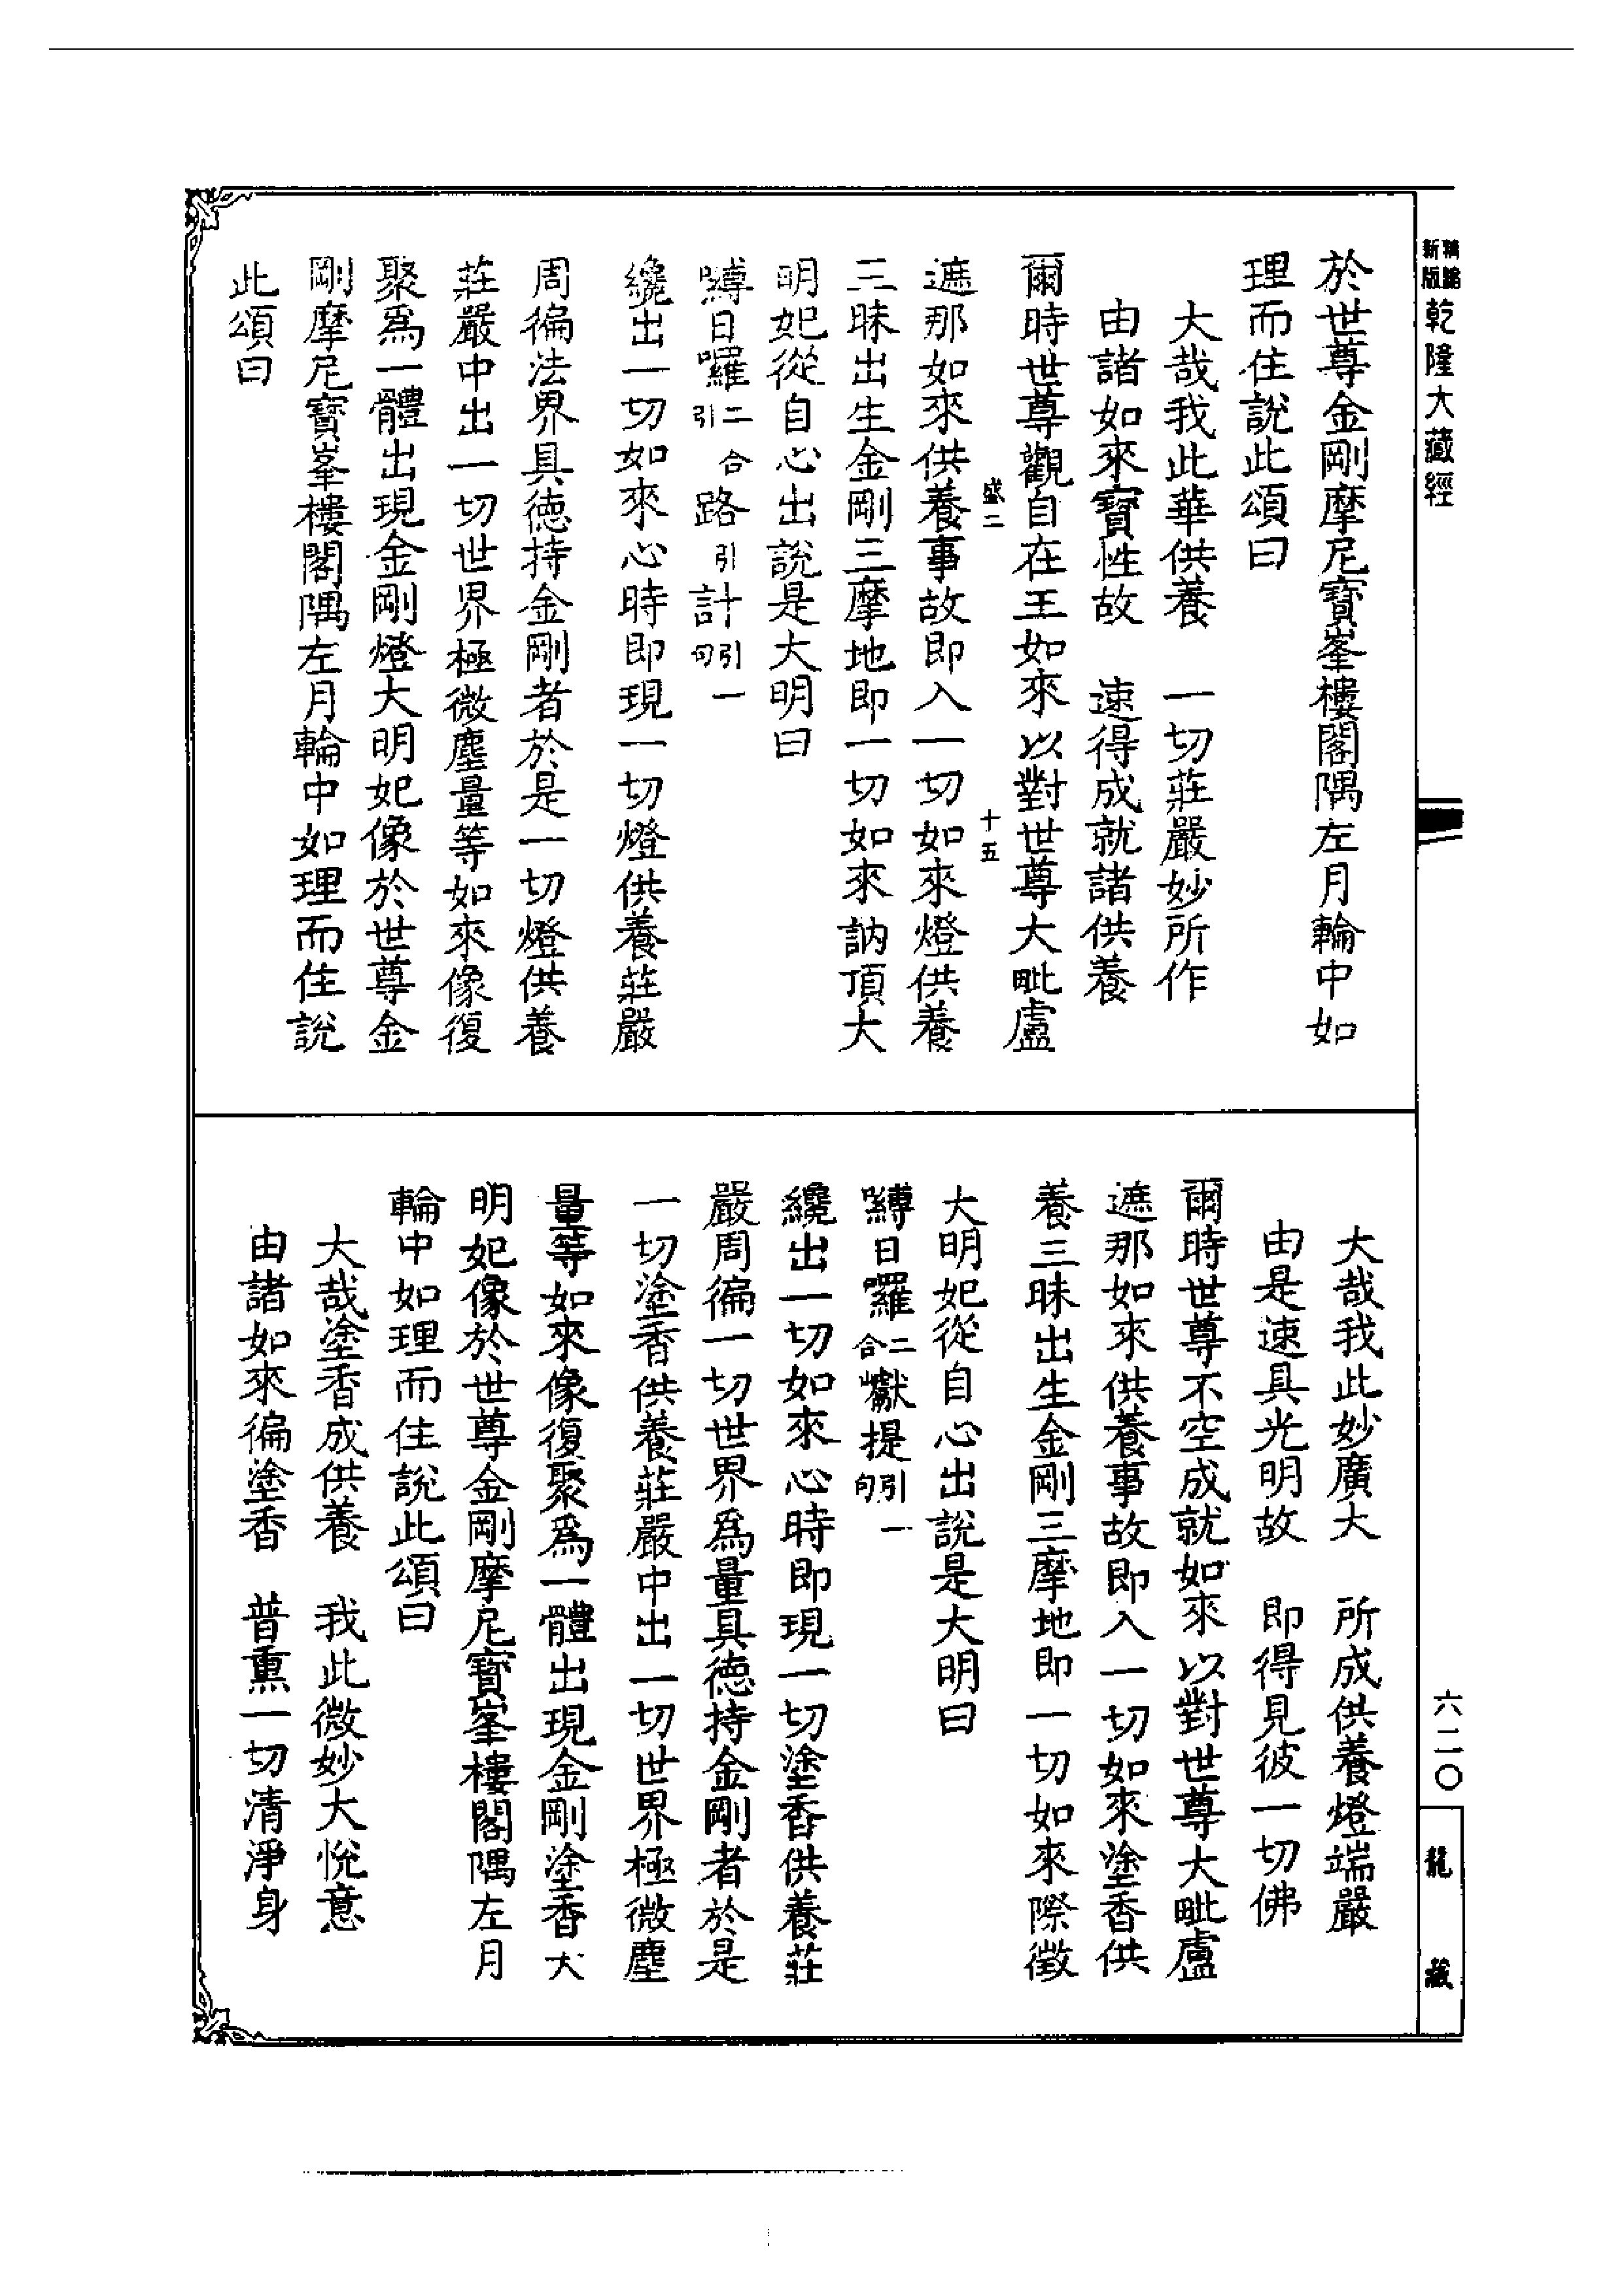 新編縮版
乾隆大藏經
於世尊金剛摩尼寶峯樓閣隅左月輪中如
理而住說此頌曰
大哉我此華供養　一切莊嚴妙所作
由諸如來寶性故　速得成就諸供養
爾時世尊觀自在王如來以對世尊大毗盧
盛二　十五
遮那如來供養事故即入一切如來燈供養
三昧出生金剛三摩地即一切如來訥頂大
明妃從自心出說是大明曰
嚩日囉二合引路引計引一句
纔出一切如來心時即現一切燈供養莊嚴
周徧法界具德持金剛者於是一切燈供養
莊嚴中出一切世界極微塵量等如來像復
聚爲一體出現金剛燈大明妃像於世尊金
剛摩尼寶峯樓閣隅左月輪中如理而住說
此頌曰
大哉我此妙廣大　所成供養燈端嚴
由是速具光明故　即得見彼一切佛
爾時世尊不空成就如來以對世尊大毗盧
遮那如來供養事故即入一切如來塗香供
養三昧出生金剛三摩地即一切如來際徵
大明妃從自心出說是大明曰
嚩日囉二合巘提引一句
纔出一切如來心時即現一切塗香供養莊
嚴周徧一切世界爲量具德持金剛者於是
一切塗香供養莊嚴中出一切世界極微塵
量等如來像復聚爲一體出現金剛塗香大
明妃像於世尊金剛摩尼寶峯樓閣隅左月
輪中如理而住說此頌曰
大哉塗香成供養　我此微妙大悅意
由諸如來徧塗香　普熏一切清淨身
六二〇
龍藏